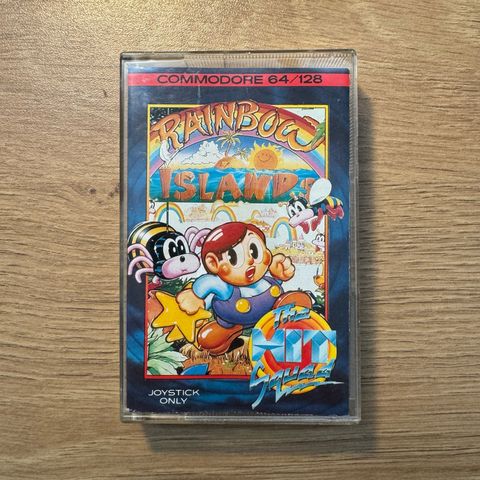 COMMODORE 64/128
RAINBOW
ISLANDS
The
HIT
Squad
JOYSTICK
ONLY